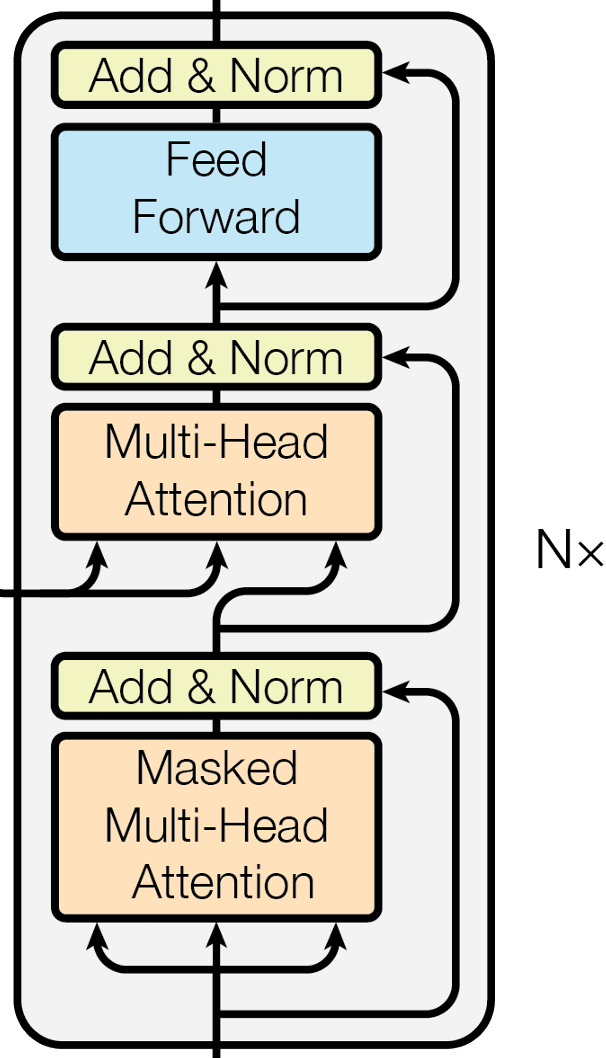 Add & Norm
Feed
Forward
Add & Norm
Multi-Head
Attention
N×
Add & Norm
Masked
Multi-Head
Attention